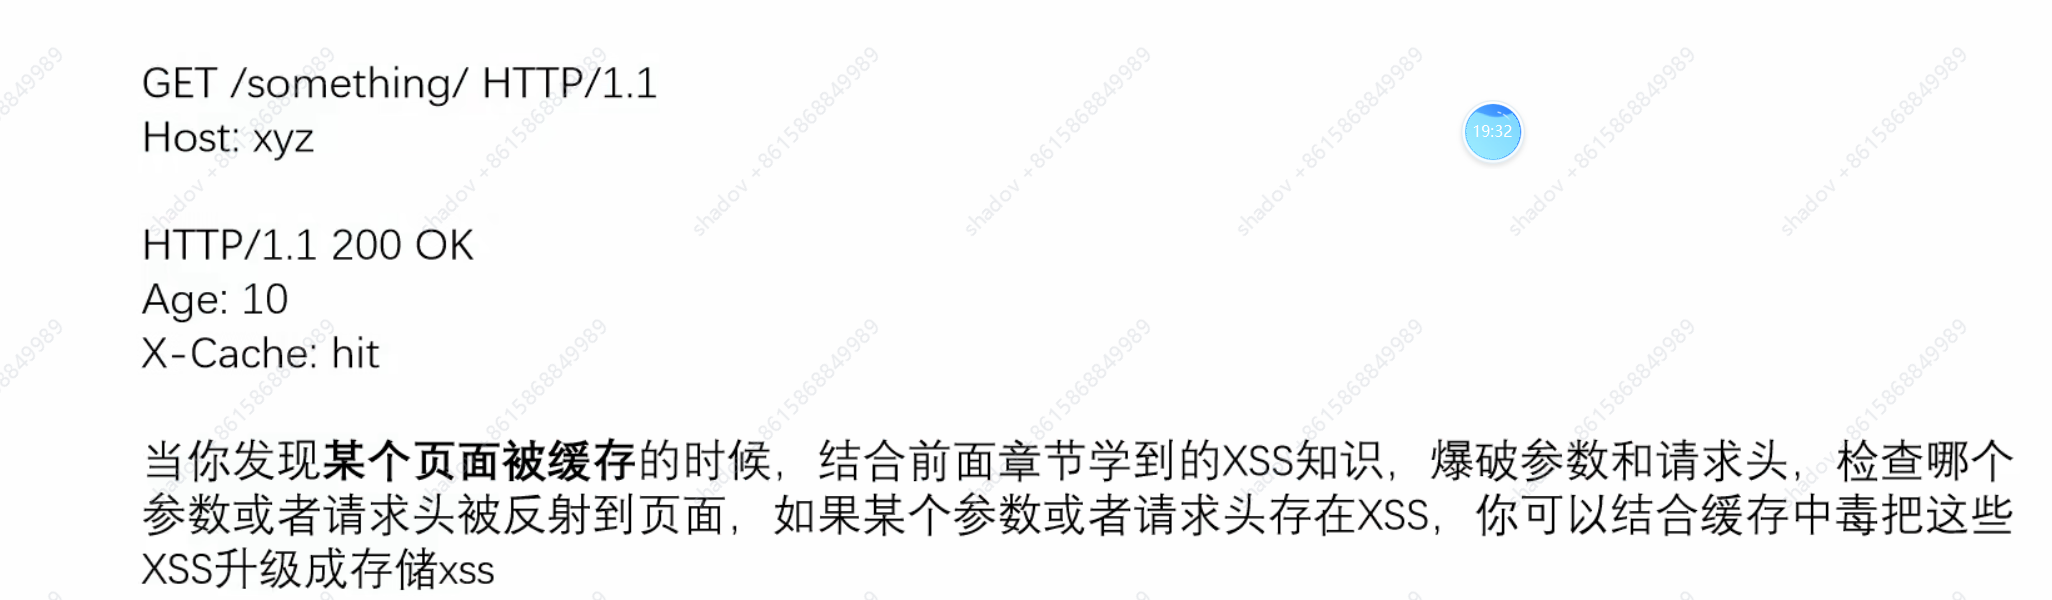 GET /something/ HTTP/1.1
Host: xyz
19:32
HTTP/1.1 200 OK
Age: 10
X-Cache: hit
当你发现某个页面被缓存的时候，结合前面章节学到的XSS知识，爆破参数和请求头，检查哪个
参数或者请求头被反射到页面，如果某个参数或者请求头存在XSS，你可以结合缓存中毒把这些
XSS升级成存储xss
shadov +8615868849989